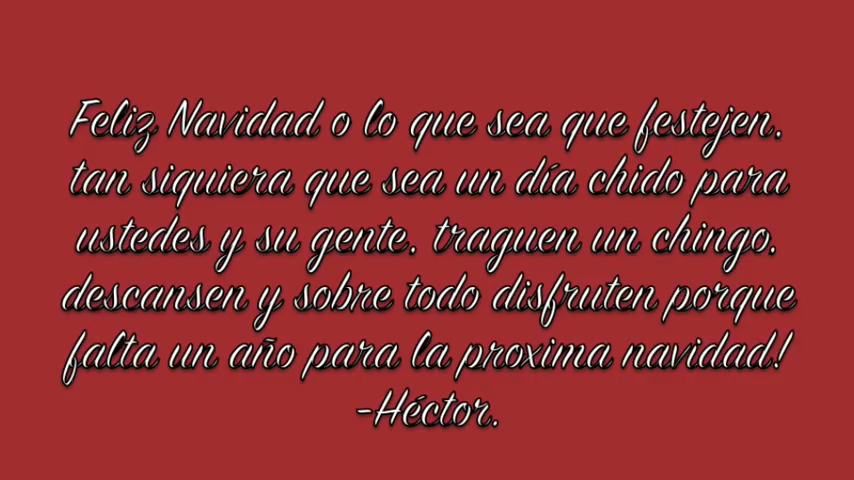 Feliz Navidad o lo que sea que festejen.
tan siquiera que sea un día chido para
ustedes y su gente. traguen un chingo.
descansen y sobre todo disfruten porque
falta un año para la proxima navidad!
-Héctor.